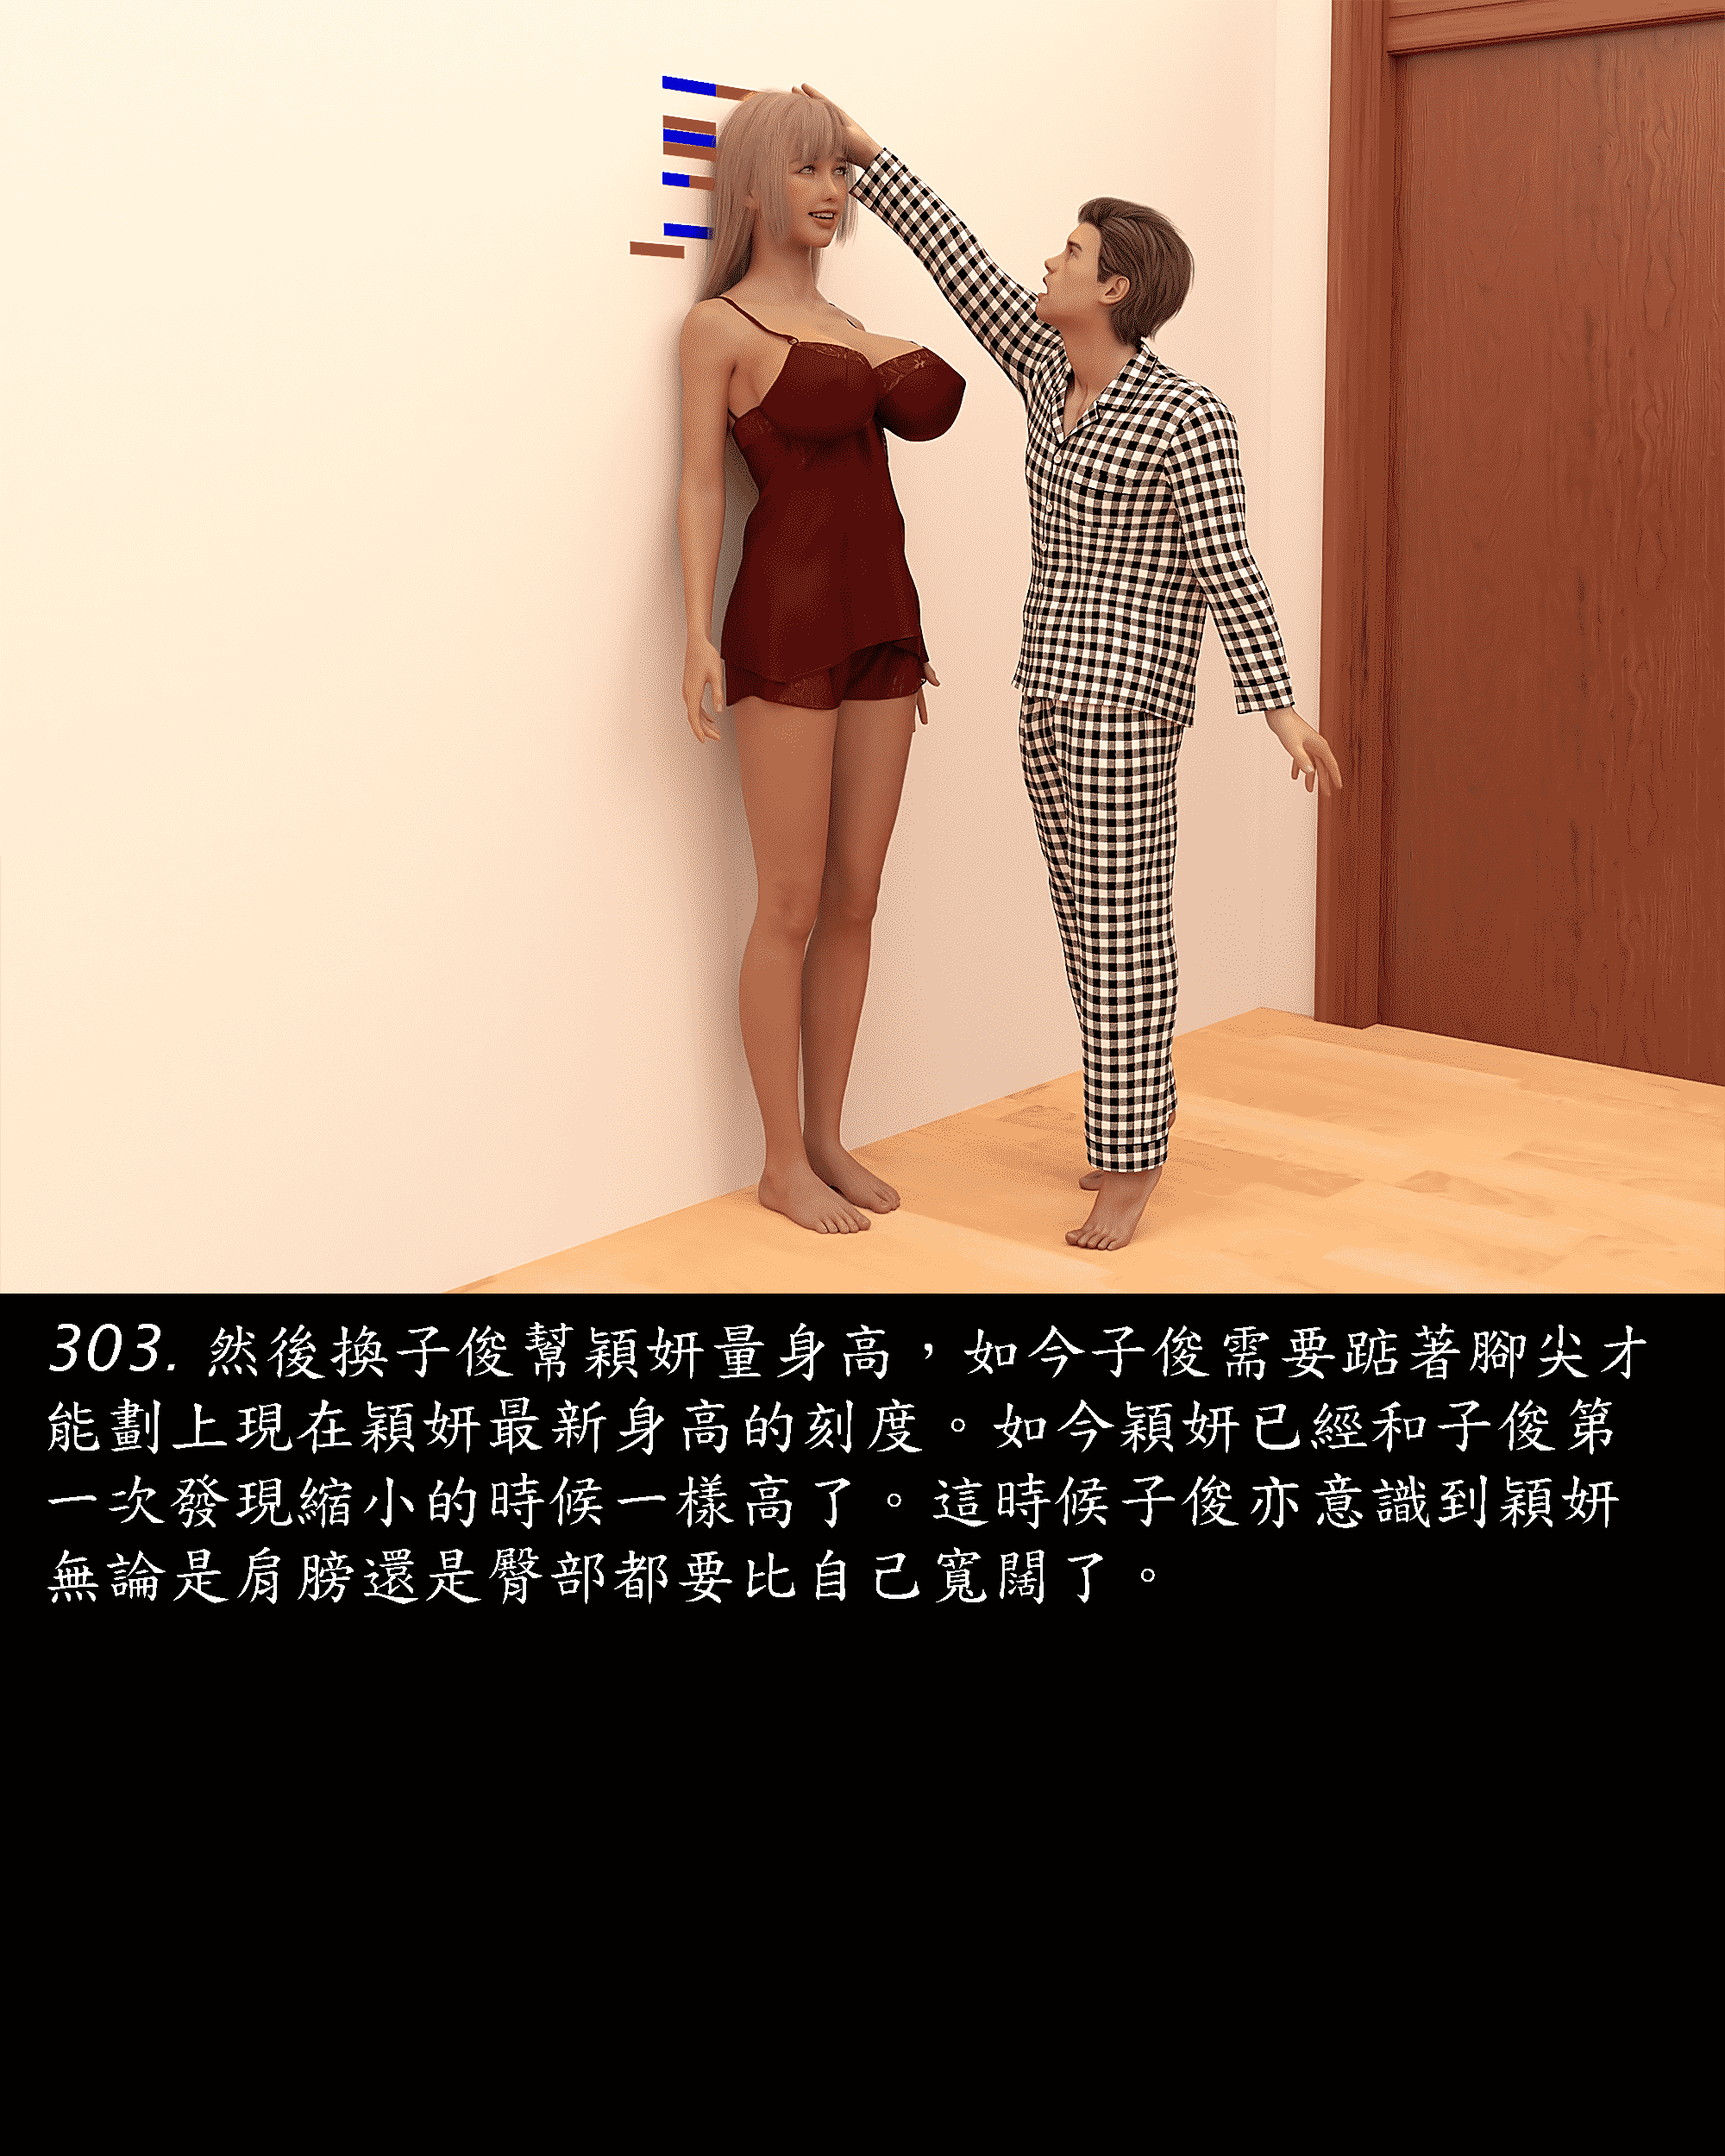 303. 然後換子俊幫穎妍量身高，如今子俊需要踮著腳尖才
能劃上現在穎妍最新身高的刻度。如今穎妍已經和子俊第
一次發現縮小的時候一樣高了。這時候子俊亦意識到穎妍
無論是肩膀還是臀部都要比自己寬闊了。